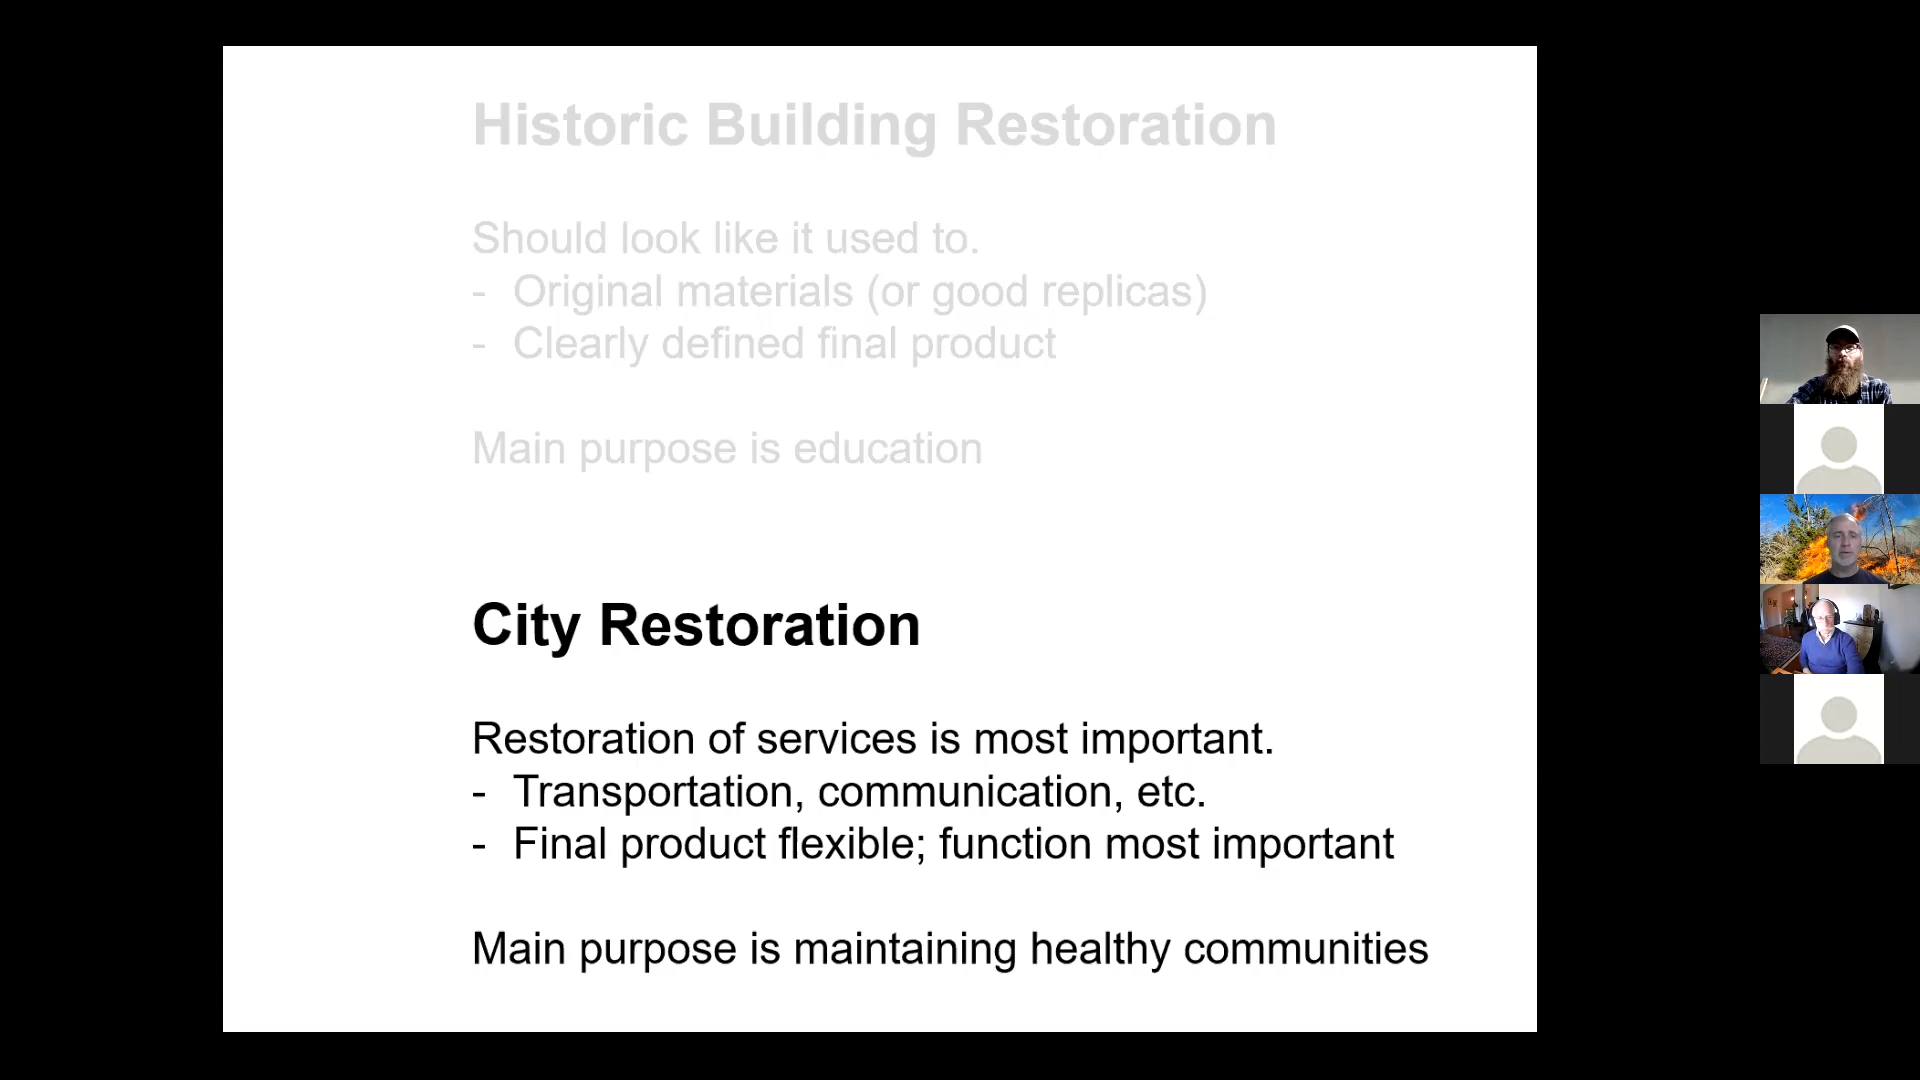 Historic Building Restoration
Should look like it used to.
- Original materials (or good replicas)
- Clearly defined final product
Main purpose is education
City Restoration
Restoration of services is most important.
- Transportation, communication, etc.
- Final product flexible; function most important
Main purpose is maintaining healthy communities